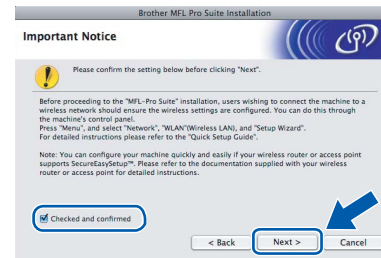 Brother MFL Pro Suite Installation
Important Notice
Please confirm the setting below before clicking "Next".
Before proceeding to the "MFL-Pro Suite" installation, users wishing to connect the machine to a
wireless network should ensure the wireless settings are configured. You can do this through
the machine's control panel.
Press "Menu", and select "Network", "WLAN"(Wireless LAN), and "Setup Wizard".
For detailed instructions please refer to the "Quick Setup Guide".
Note: You can configure your machine quickly and easily if your wireless router or access point
supports SecureEasySetup™. Please refer to the documentation supplied with your wireless
router or access point for detailed instructions.
Checked and confirmed
< Back Next > Cancel